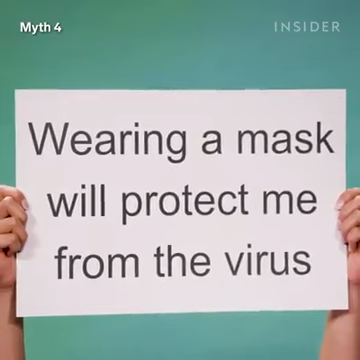 Myth 4
INSIDER
Wearing a mask
will protect me
from the virus